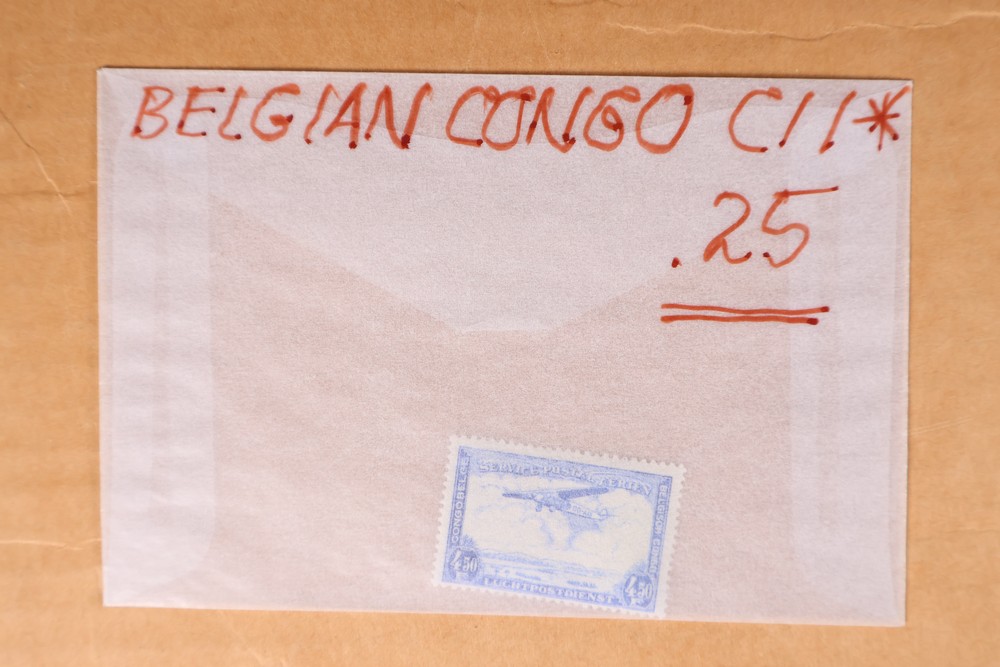 BELGIAN CONGO C11*
.25
SERVICE POSTAL AERIEN
CONGO BELGE
BELGISCH CONGO
4.50
4.50
LUCHTPOSTDIENST